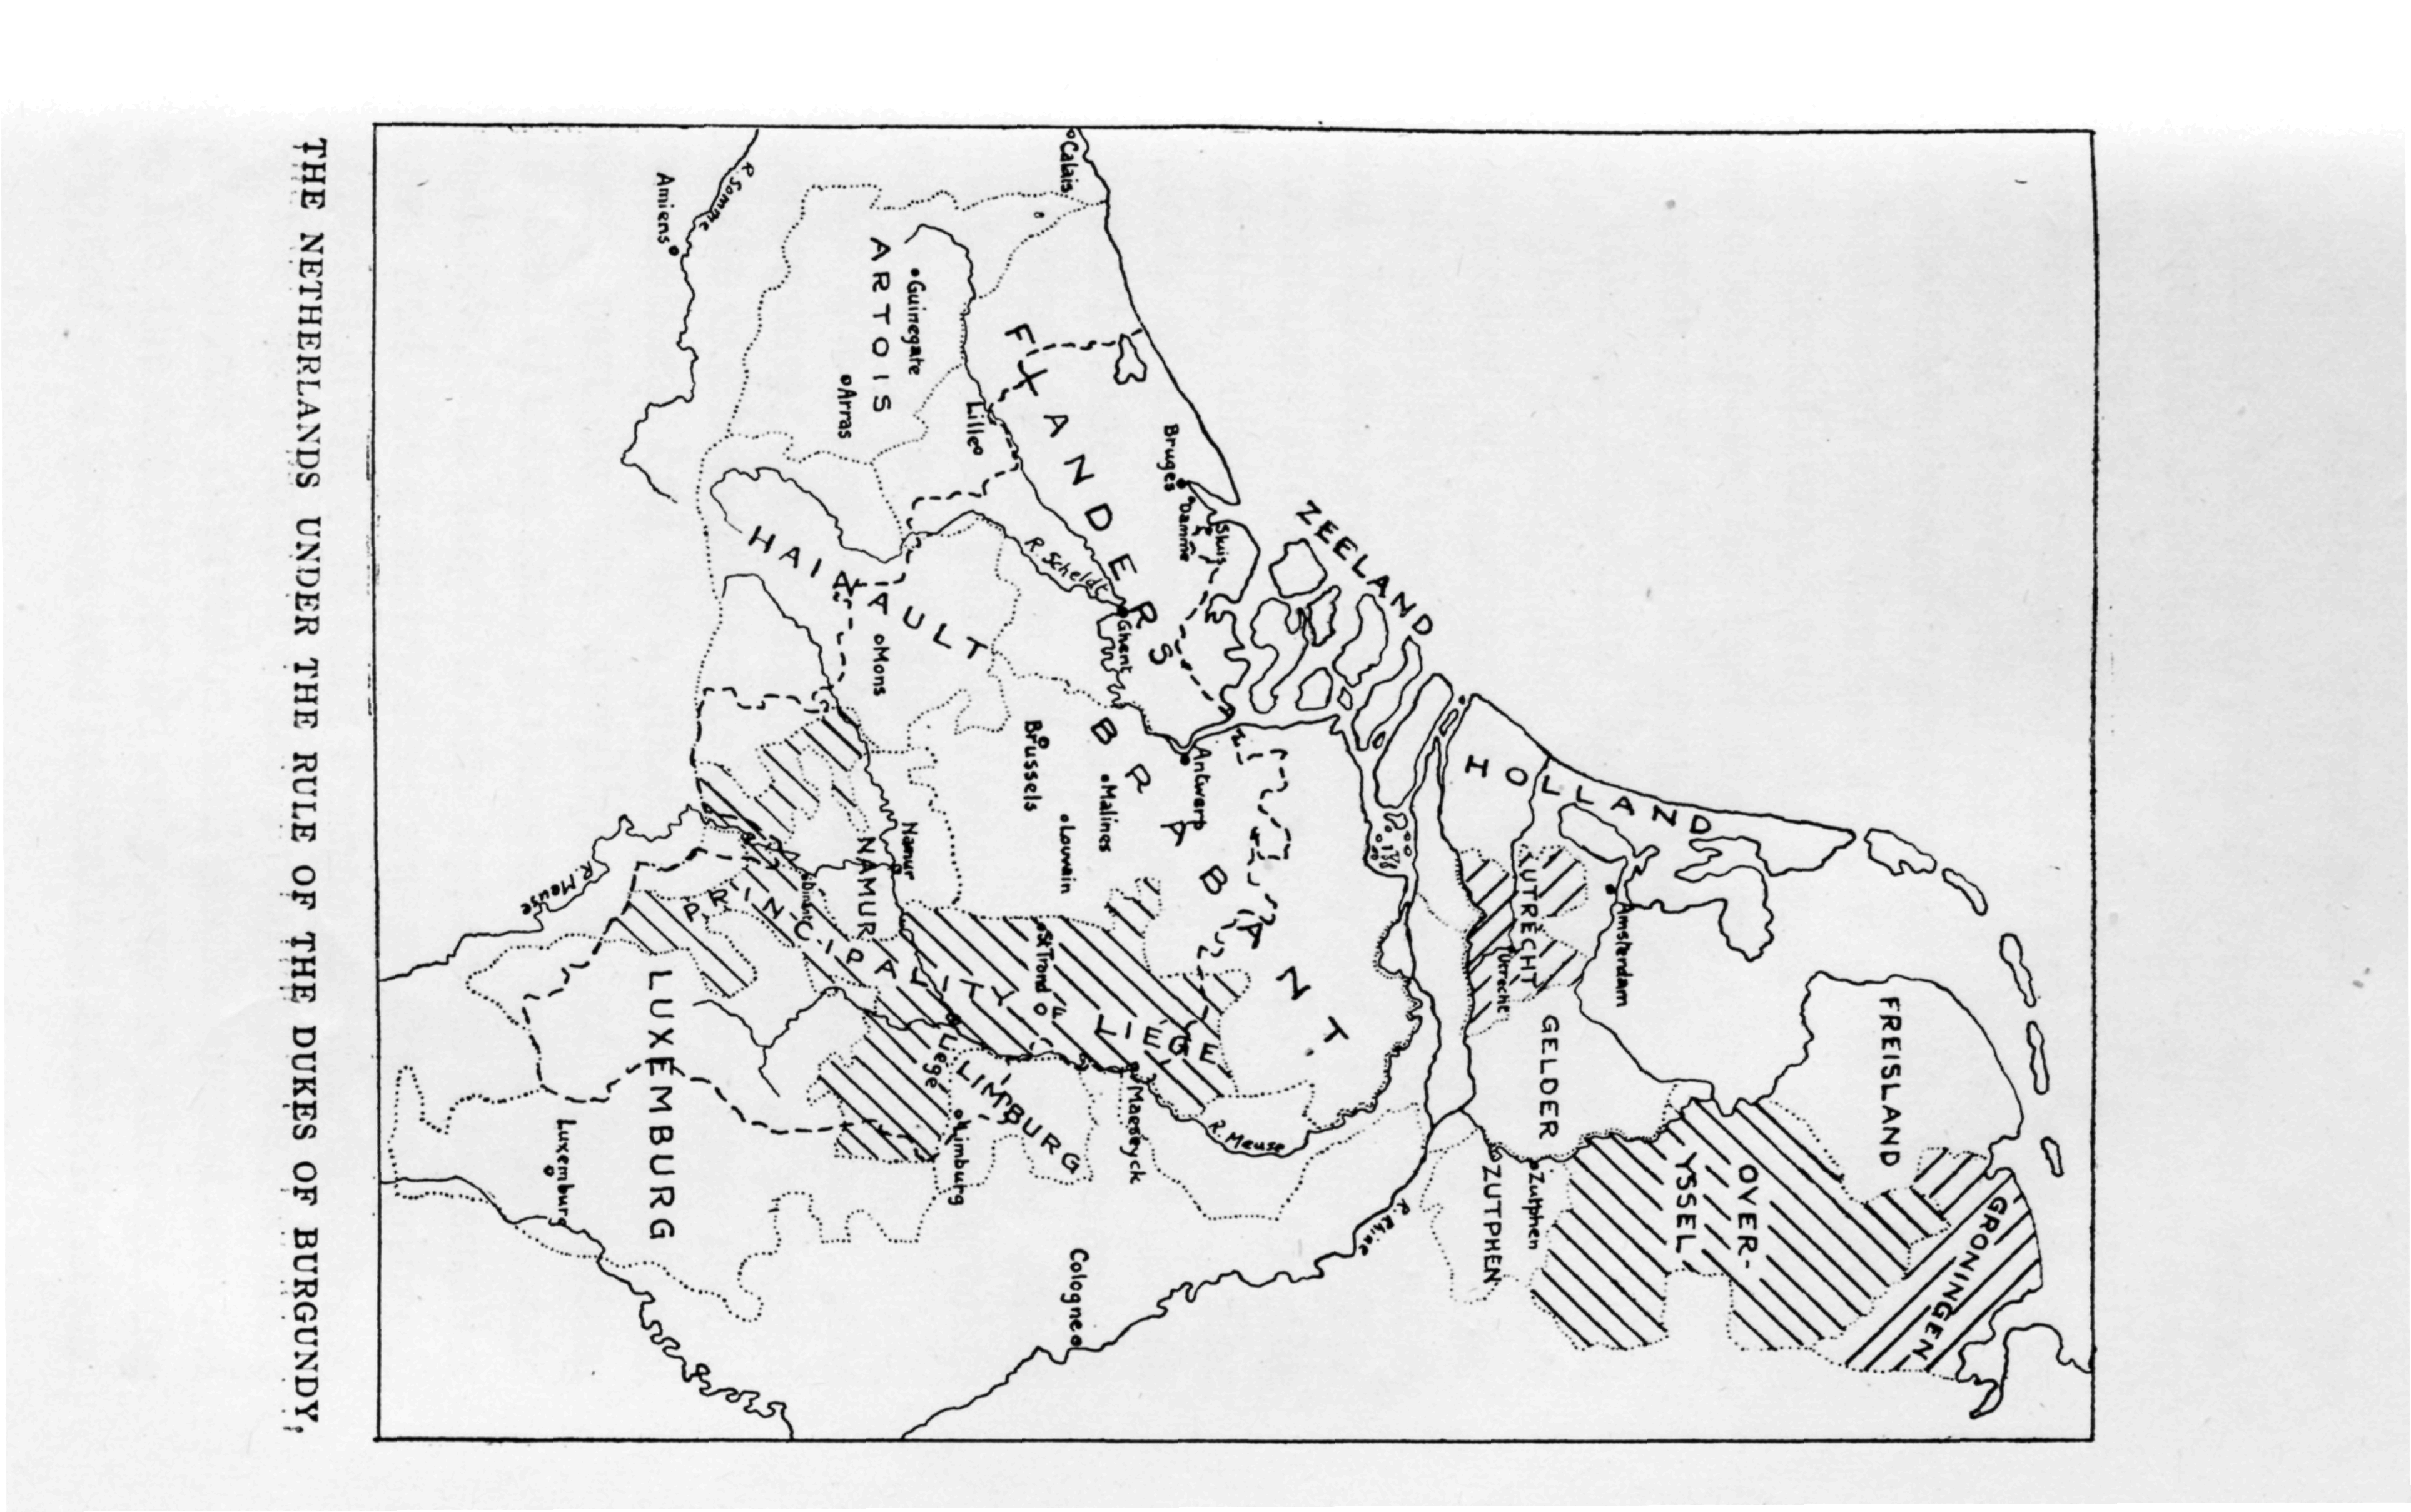 GRONINGEN
FREISLAND
OVER-
YSSEL
HOLLAND
Amsterdam
UTRECHT
Utrecht
GELDER
Zutphen
ZUTPHEN
ZEELAND
R. Rhine
Sluis
Damme
Bruges
FLANDERS
Ghent
R. Scheldt
Antwerp
BRABANT
Malines
Louvain
Brussels
R. Meuse
Maeseyck
Calais
Lille
Guinegate
ARTOIS
Arras
HAINAULT
Mons
St Trond
PRINCIPALITY OF LIEGE
Liege
LIMBURG
Limburg
Cologne
Namur
NAMUR
Dinant
R. Somme
Amiens
R. Meuse
LUXEMBURG
Luxemburg
THE NETHERLANDS UNDER THE RULE OF THE DUKES OF BURGUNDY,